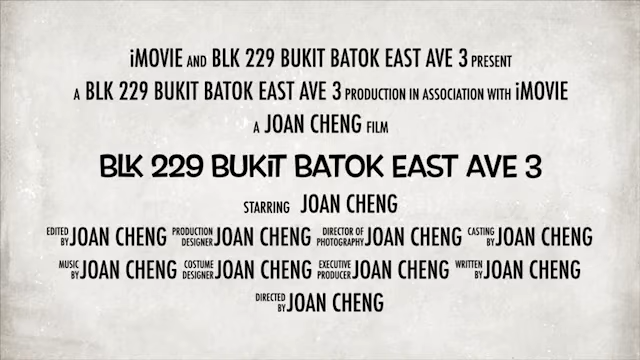 iMOVIE AND BLK 229 BUKIT BATOK EAST AVE 3 PRESENT
A BLK 229 BUKIT BATOK EAST AVE 3 PRODUCTION IN ASSOCIATION WITH iMOVIE
A JOAN CHENG FILM
BLK 229 BUKiT BATOK EAST AVE 3
STARRING JOAN CHENG
EDITED BY JOAN CHENG PRODUCTION DESIGNER JOAN CHENG DIRECTOR OF PHOTOGRAPHY JOAN CHENG CASTING BY JOAN CHENG
MUSIC BY JOAN CHENG COSTUME DESIGNER JOAN CHENG EXECUTIVE PRODUCER JOAN CHENG WRITTEN BY JOAN CHENG
DIRECTED BY JOAN CHENG